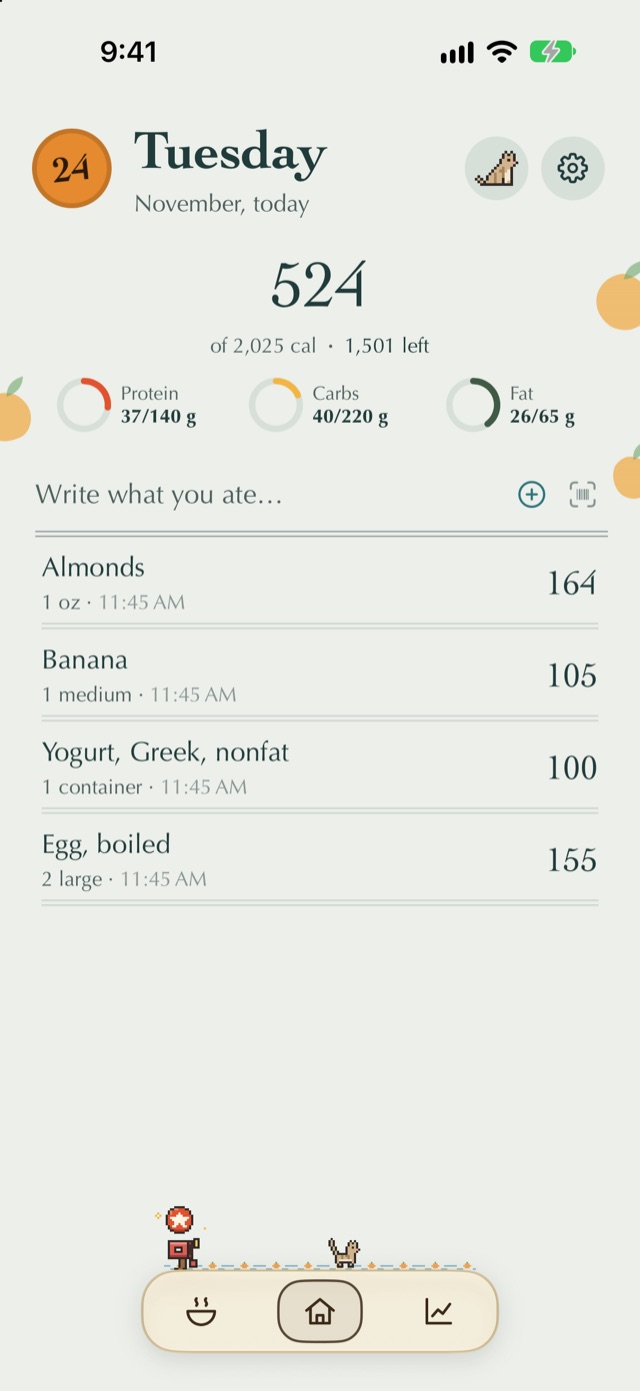 9:41
24
Tuesday
November, today
524
of 2,025 cal · 1,501 left
Protein
37/140 g
Carbs
40/220 g
Fat
26/65 g
Write what you ate...
Almonds
164
1 oz · 11:45 AM
Banana
105
1 medium · 11:45 AM
Yogurt, Greek, nonfat
100
1 container · 11:45 AM
Egg, boiled
155
2 large · 11:45 AM